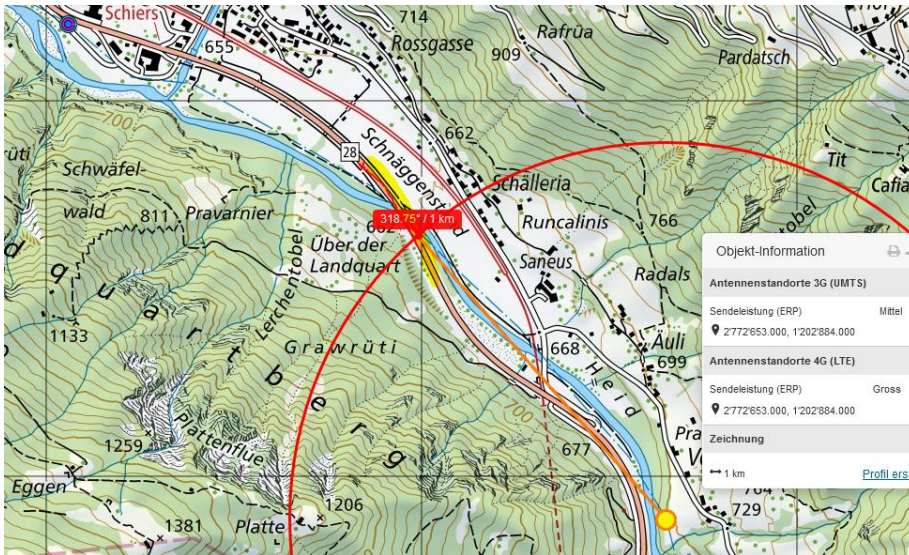 Schiers
714
Rossgasse
Rafrüa
909
Pardatsch
655
700
28
662
Schnäggenst
d
Schälleria
Tit
Schwäfel-
wald
811
Pravarnier
766
318.75° / 1 km
Runcalinis
Über der
Landquart
Saneus
Radals
Lerchentobel
1133
Grawrüti
668
Auli
699
Heid
d q u a r t b e r g
1259
Plattenflue
700
677
Eggen
1206
Platte
1381
729
Objekt-Information
Antennenstandorte 3G (UMTS)
Sendeleistung (ERP) Mittel
2'772'653.000, 1'202'884.000
Antennenstandorte 4G (LTE)
Sendeleistung (ERP) Gross
2'772'653.000, 1'202'884.000
Zeichnung
1 km Profil erst